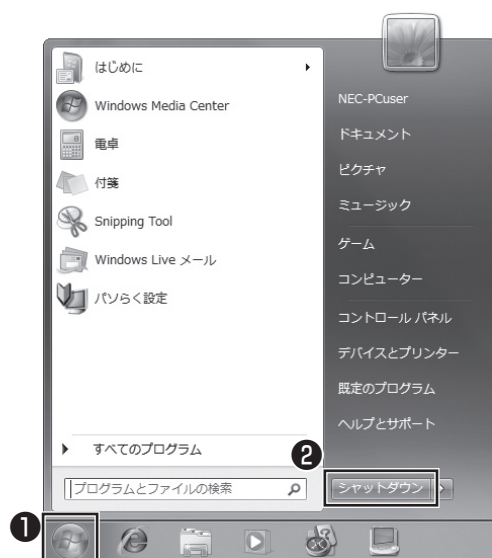 はじめに
Windows Media Center
電卓
付箋
Snipping Tool
Windows Live メール
パソらく設定
すべてのプログラム
プログラムとファイルの検索
NEC-PCuser
ドキュメント
ピクチャ
ミュージック
ゲーム
コンピューター
コントロール パネル
デバイスとプリンター
既定のプログラム
ヘルプとサポート
❷
シャットダウン
❶